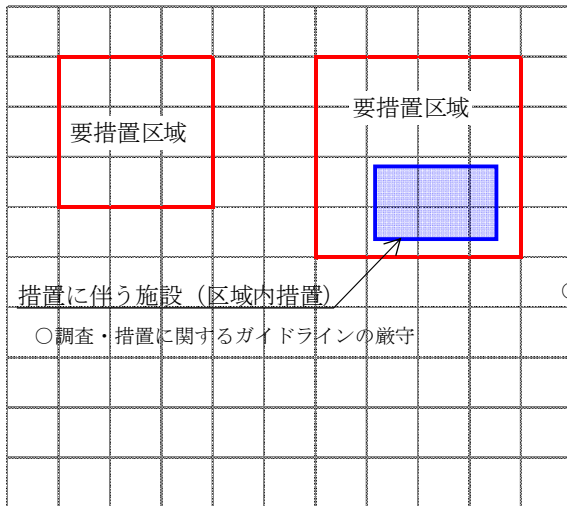 要措置区域
要措置区域
措置に伴う施設（区域内措置）
○
○調査・措置に関するガイドラインの厳守